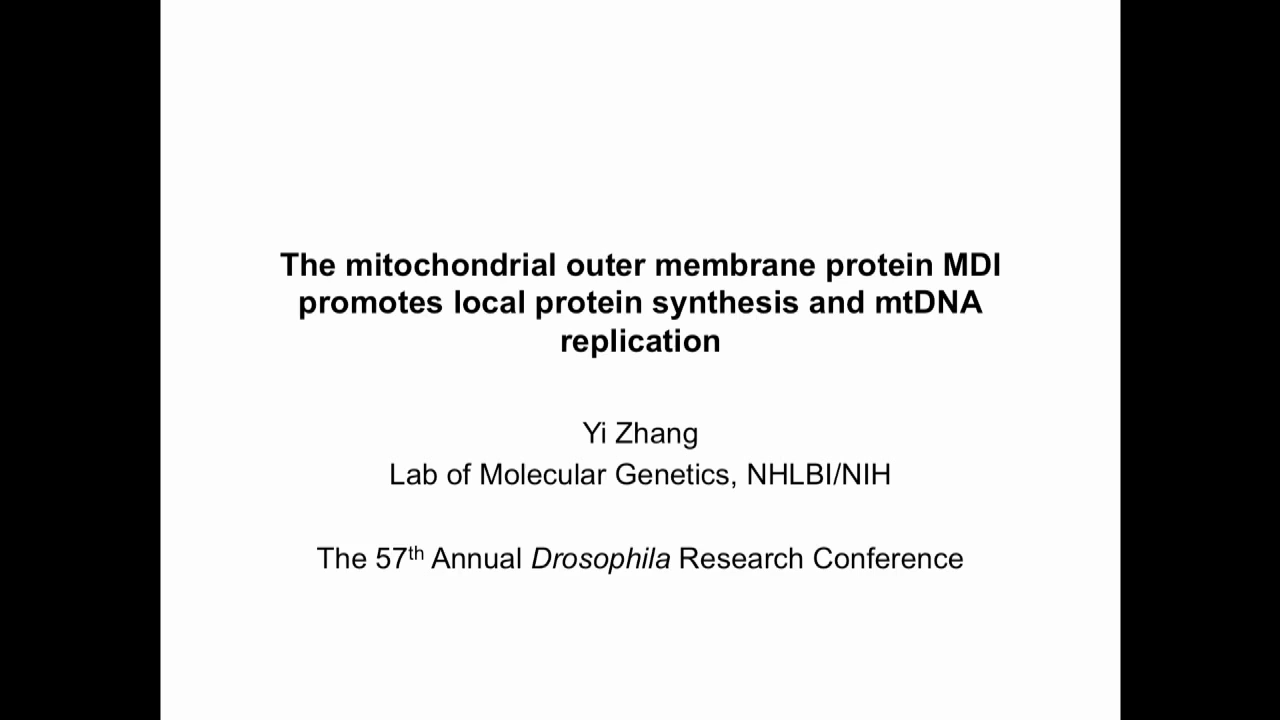 The mitochondrial outer membrane protein MDI
promotes local protein synthesis and mtDNA
replication
Yi Zhang
Lab of Molecular Genetics, NHLBI/NIH
The 57th Annual Drosophila Research Conference